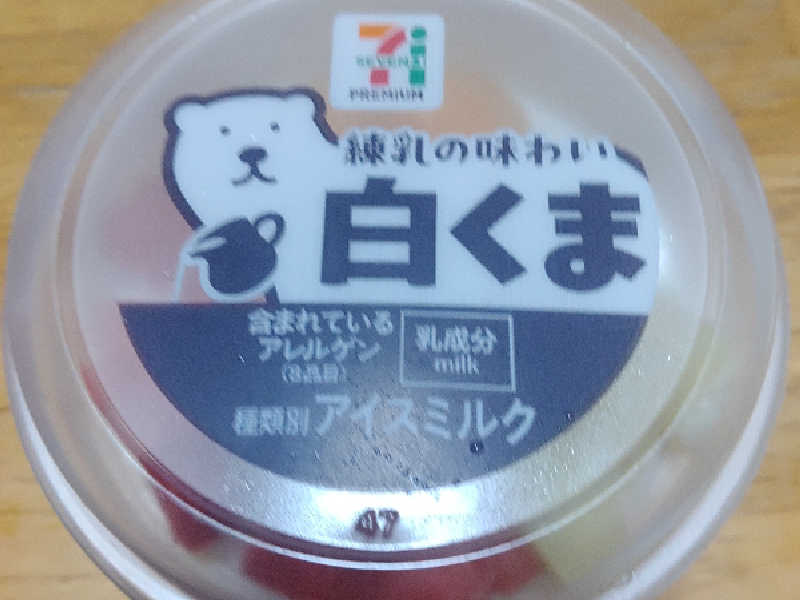 7i
SEVEN&i
PREMIUM
練乳の味わい
白くま
含まれている
アレルゲン
(8品目)
乳成分
milk
種類別 アイスミルク
47